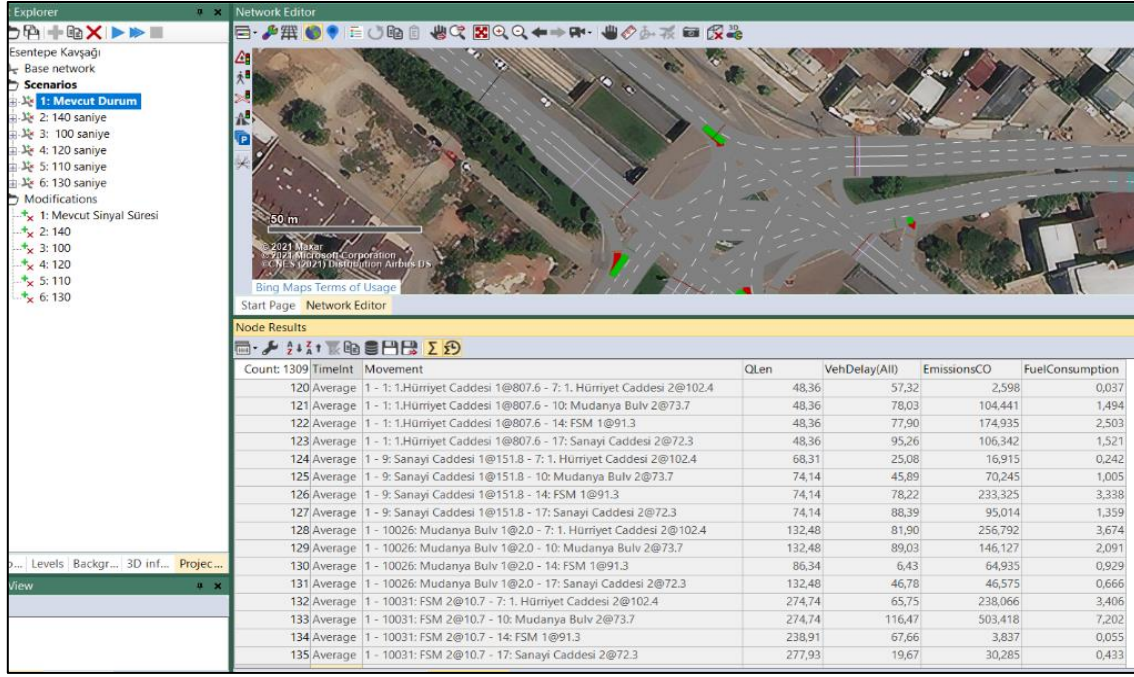 Explorer
Esentepe Kavşağı
Base network
Scenarios
1: Mevcut Durum
2: 140 saniye
3: 100 saniye
4: 120 saniye
5: 110 saniye
6: 130 saniye
Modifications
1: Mevcut Sinyal Süresi
2: 140
3: 100
4: 120
5: 110
6: 130
o... Levels Backgr... 3D inf... Projec...
View
Network Editor
50 m
© 2021 Maxar
© 2021 Microsoft Corporation
©CNES (2021) Distribution Airbus DS
Bing Maps Terms of Usage
Start Page Network Editor
Node Results
Count: 1309 TimeInt Movement QLen VehDelay(All) EmissionsCO FuelConsumption
120 Average 1 - 1: 1.Hürriyet Caddesi 1@807.6 - 7: 1. Hürriyet Caddesi 2@102.4 48,36 57,32 2,598 0,037
121 Average 1 - 1: 1.Hürriyet Caddesi 1@807.6 - 10: Mudanya Bulv 2@73.7 48,36 78,03 104,441 1,494
122 Average 1 - 1: 1.Hürriyet Caddesi 1@807.6 - 14: FSM 1@91.3 48,36 77,90 174,935 2,503
123 Average 1 - 1: 1.Hürriyet Caddesi 1@807.6 - 17: Sanayi Caddesi 2@72.3 48,36 95,26 106,342 1,521
124 Average 1 - 9: Sanayi Caddesi 1@151.8 - 7: 1. Hürriyet Caddesi 2@102.4 68,31 25,08 16,915 0,242
125 Average 1 - 9: Sanayi Caddesi 1@151.8 - 10: Mudanya Bulv 2@73.7 74,14 45,89 70,245 1,005
126 Average 1 - 9: Sanayi Caddesi 1@151.8 - 14: FSM 1@91.3 74,14 78,22 233,325 3,338
127 Average 1 - 9: Sanayi Caddesi 1@151.8 - 17: Sanayi Caddesi 2@72.3 74,14 88,39 95,014 1,359
128 Average 1 - 10026: Mudanya Bulv 1@2.0 - 7: 1. Hürriyet Caddesi 2@102.4 132,48 81,90 256,792 3,674
129 Average 1 - 10026: Mudanya Bulv 1@2.0 - 10: Mudanya Bulv 2@73.7 132,48 89,03 146,127 2,091
130 Average 1 - 10026: Mudanya Bulv 1@2.0 - 14: FSM 1@91.3 86,34 6,43 64,935 0,929
131 Average 1 - 10026: Mudanya Bulv 1@2.0 - 17: Sanayi Caddesi 2@72.3 132,48 46,78 46,575 0,666
132 Average 1 - 10031: FSM 2@10.7 - 7: 1. Hürriyet Caddesi 2@102.4 274,74 65,75 238,066 3,406
133 Average 1 - 10031: FSM 2@10.7 - 10: Mudanya Bulv 2@73.7 274,74 116,47 503,418 7,202
134 Average 1 - 10031: FSM 2@10.7 - 14: FSM 1@91.3 238,91 67,66 3,837 0,055
135 Average 1 - 10031: FSM 2@10.7 - 17: Sanayi Caddesi 2@72.3 277,93 19,67 30,285 0,433